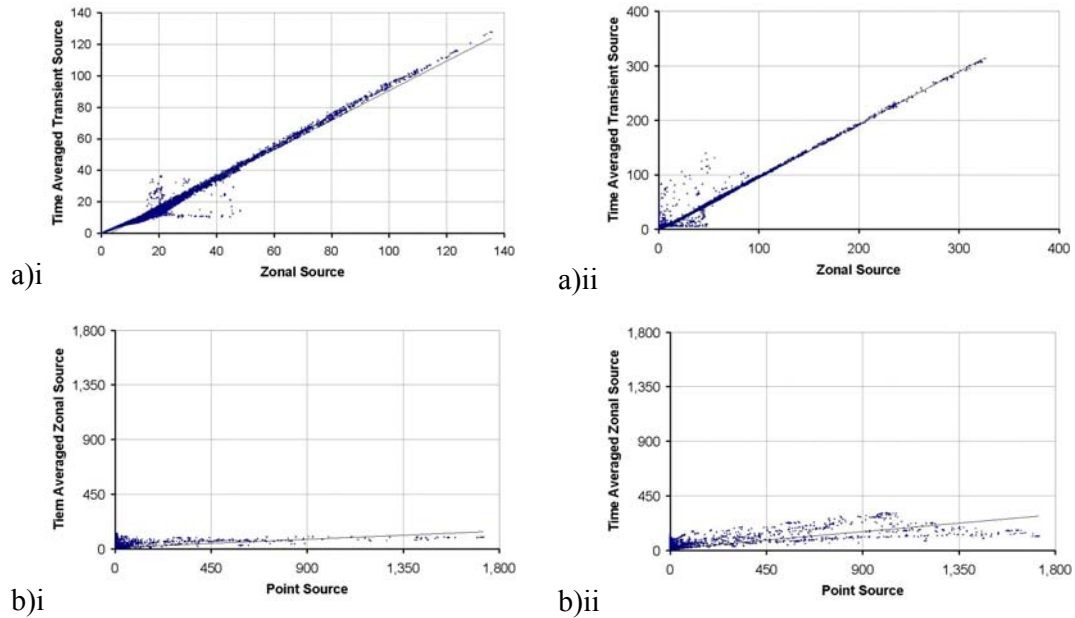 140
120
100
80
60
40
20
0
0 20 40 60 80 100 120 140
Time Averaged Transient Source
Zonal Source
a)i
400
300
200
100
0
0 100 200 300 400
Time Averaged Transient Source
Zonal Source
a)ii
1,800
1,350
900
450
0
0 450 900 1,350 1,800
Tiem Averaged Zonal Source
Point Source
b)i
1,800
1,350
900
450
0
0 450 900 1,350 1,800
Time Averaged Zonal Source
Point Source
b)ii